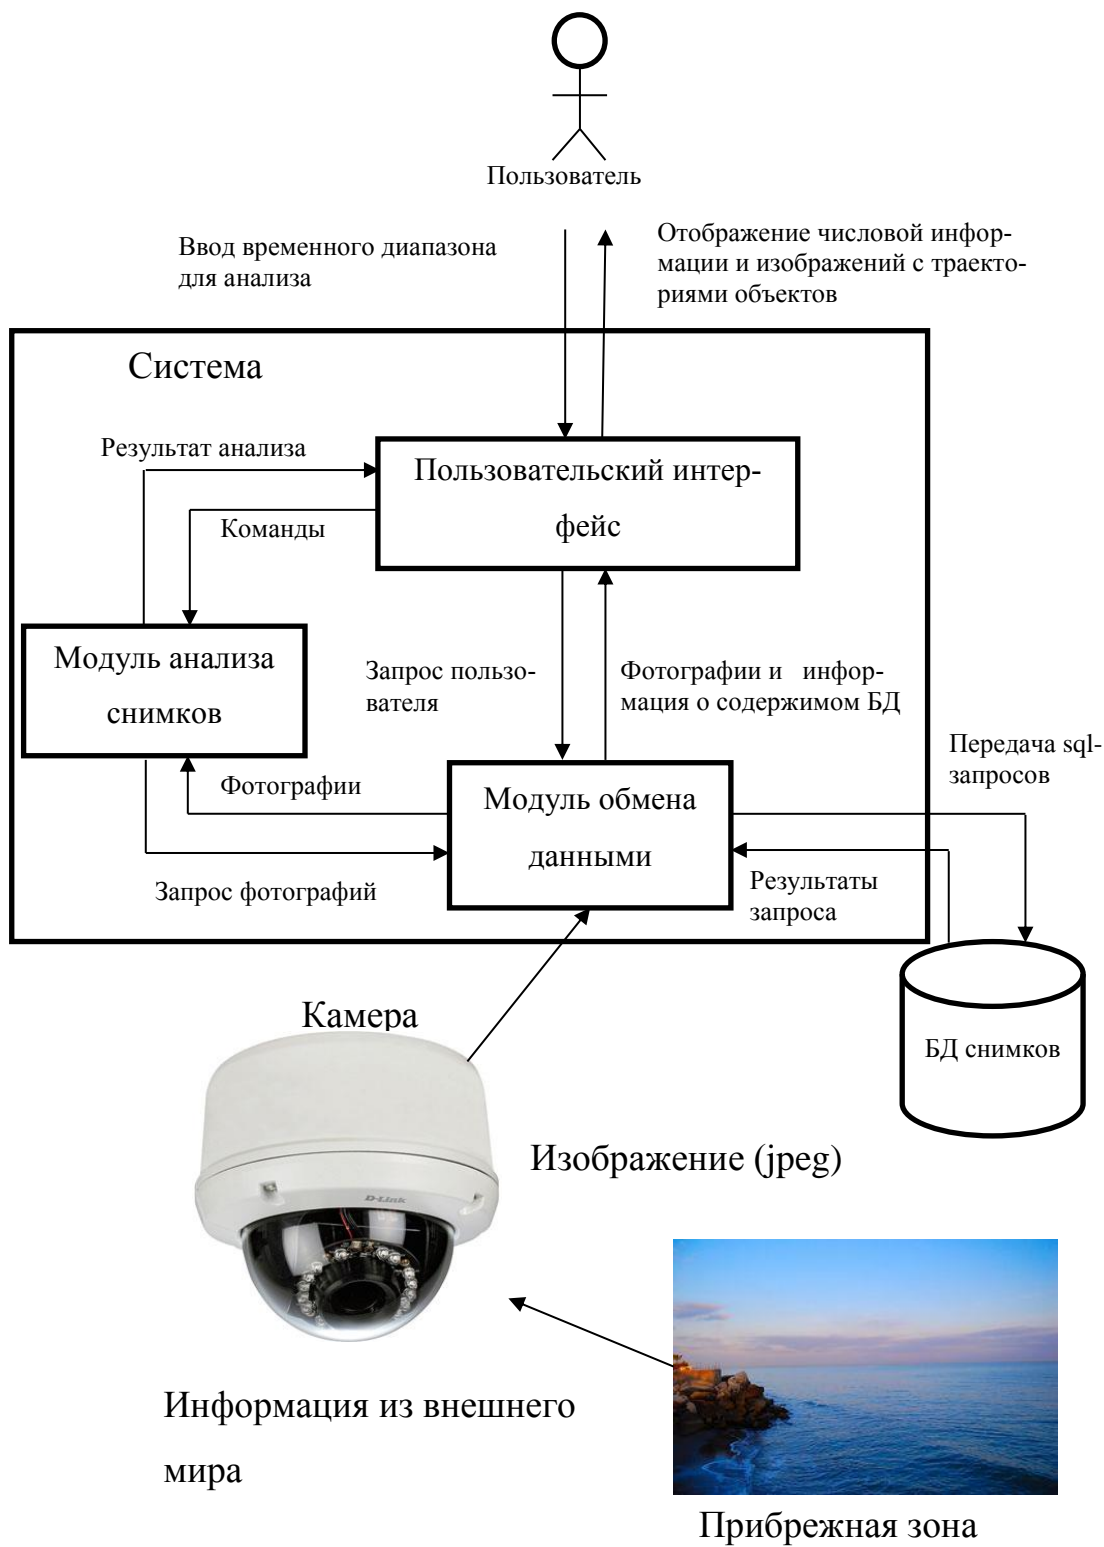 Пользователь
Ввод временного диапазона
для анализа
Отображение числовой инфор-
мации и изображений с траекто-
риями объектов
Система
Результат анализа
Пользовательский интер-
фейс
Команды
Модуль анализа
снимков
Запрос пользо-
вателя
Фотографии и информ-
мация о содержимом БД
Передача sql-
запросов
Фотографии
Модуль обмена
данными
Запрос фотографий
Результаты
запроса
Камера
БД снимков
D-Link
Изображение (jpeg)
Информация из внешнего
мира
Прибрежная зона